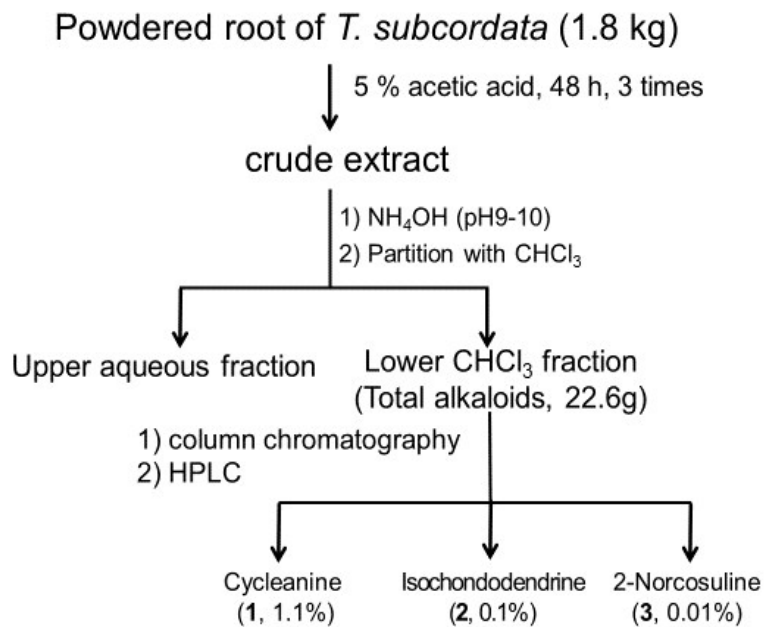 Powdered root of T. subcordata (1.8 kg)
5 % acetic acid, 48 h, 3 times
crude extract
1) NH₄OH (pH9-10)
2) Partition with CHCl₃
Upper aqueous fraction
Lower CHCl₃ fraction
(Total alkaloids, 22.6g)
1) column chromatography
2) HPLC
Cycleanine
(1, 1.1%)
Isochondodendrine
(2, 0.1%)
2-Norcosuline
(3, 0.01%)